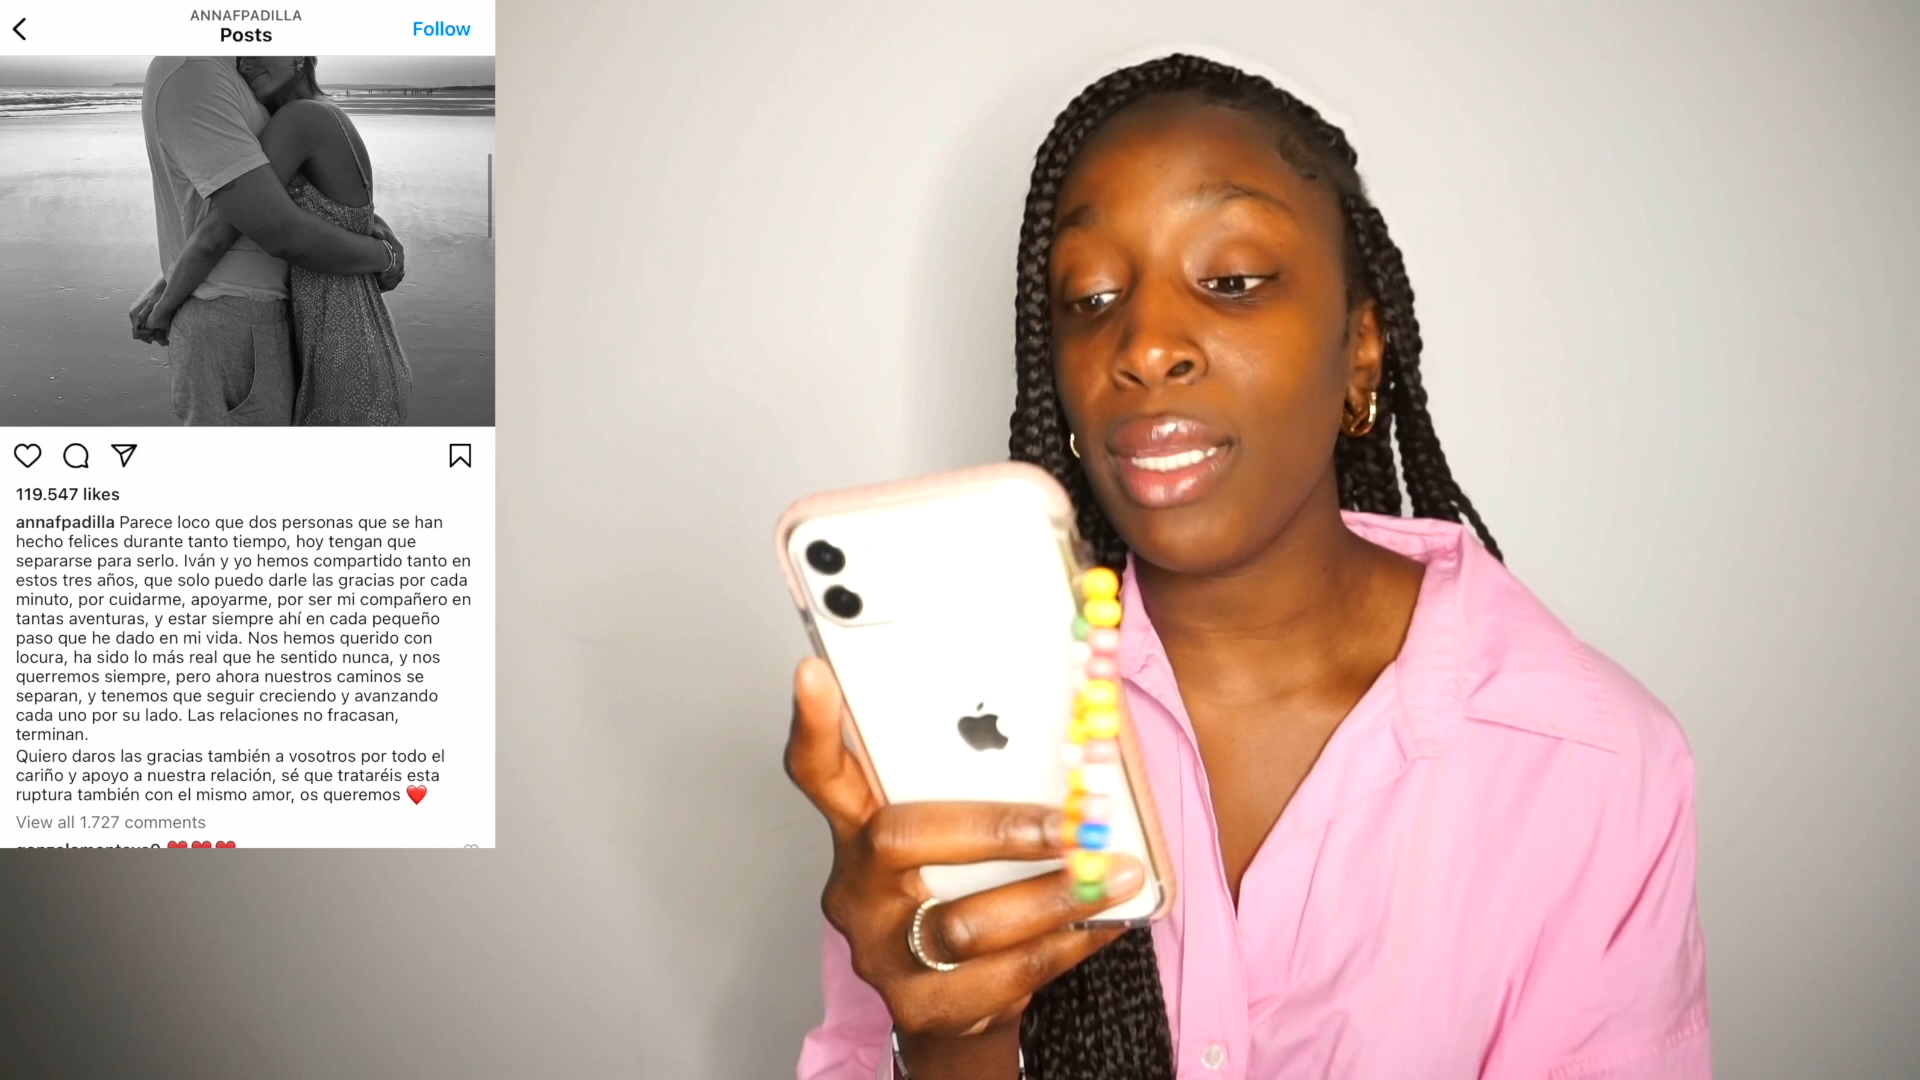 ANNAFPADILLA
Posts
Follow
119.547 likes
annafpadilla Parece loco que dos personas que se han
hecho felices durante tanto tiempo, hoy tengan que
separarse para serlo. Iván y yo hemos compartido tanto en
estos tres años, que solo puedo darle las gracias por cada
minuto, por cuidarme, apoyarme, por ser mi compañero en
tantas aventuras, y estar siempre ahí en cada pequeño
paso que he dado en mi vida. Nos hemos querido con
locura, ha sido lo más real que he sentido nunca, y nos
querremos siempre, pero ahora nuestros caminos se
separan, y tenemos que seguir creciendo y avanzando
cada uno por su lado. Las relaciones no fracasan,
terminan.
Quiero daros las gracias también a vosotros por todo el
cariño y apoyo a nuestra relación, sé que trataréis esta
ruptura también con el mismo amor, os queremos ❤️
View all 1.727 comments